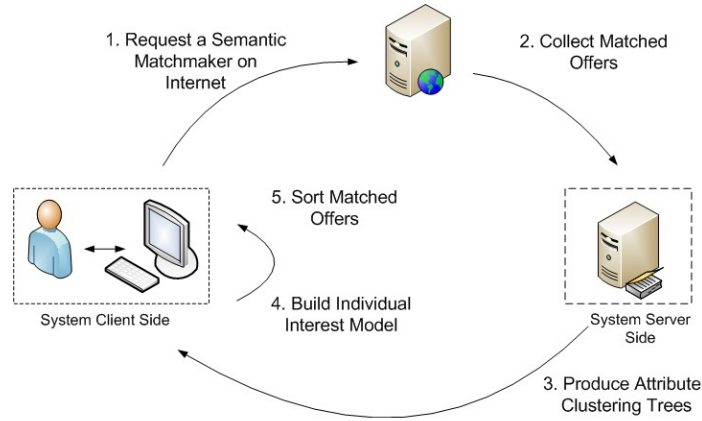 1. Request a Semantic
Matchmaker on
Internet
2. Collect Matched
Offers
5. Sort Matched
Offers
4. Build Individual
Interest Model
System Client Side
System Server
Side
3. Produce Attribute
Clustering Trees